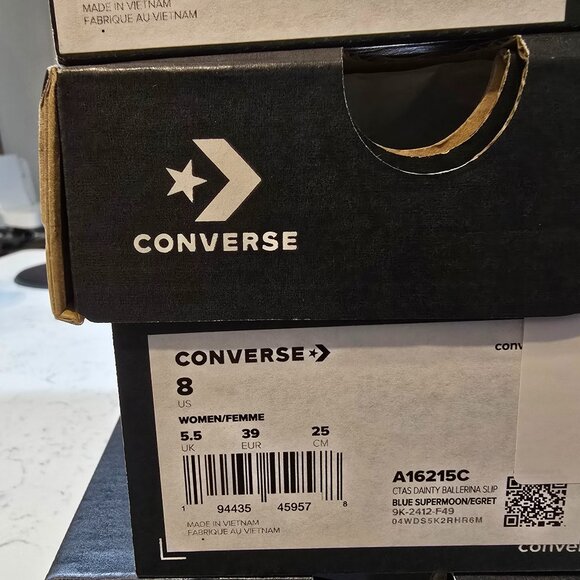 MADE IN VIETNAM
FABRIQUE AU VIETNAM
CONVERSE
CONVERSE
8
US
WOMEN/FEMME
5.5 39 25
UK EUR CM
1 94435 45957 8
MADE IN VIETNAM
FABRIQUE AU VIETNAM
A16215C
CTAS DAINTY BALLERINA SLIP
BLUE SUPERMOON/EGRET
9K-2412-F49
04WDS5K2RHR6M